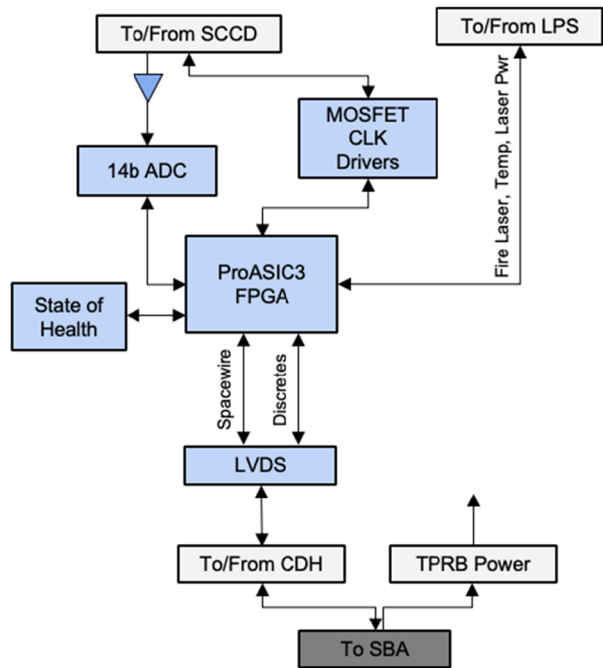 To/From SCCD
To/From LPS
MOSFET
CLK
Drivers
Fire Laser, Temp, Laser Pwr
14b ADC
ProASIC3
FPGA
State of
Health
Spacewire
Discretes
LVDS
To/From CDH
TPRB Power
To SBA